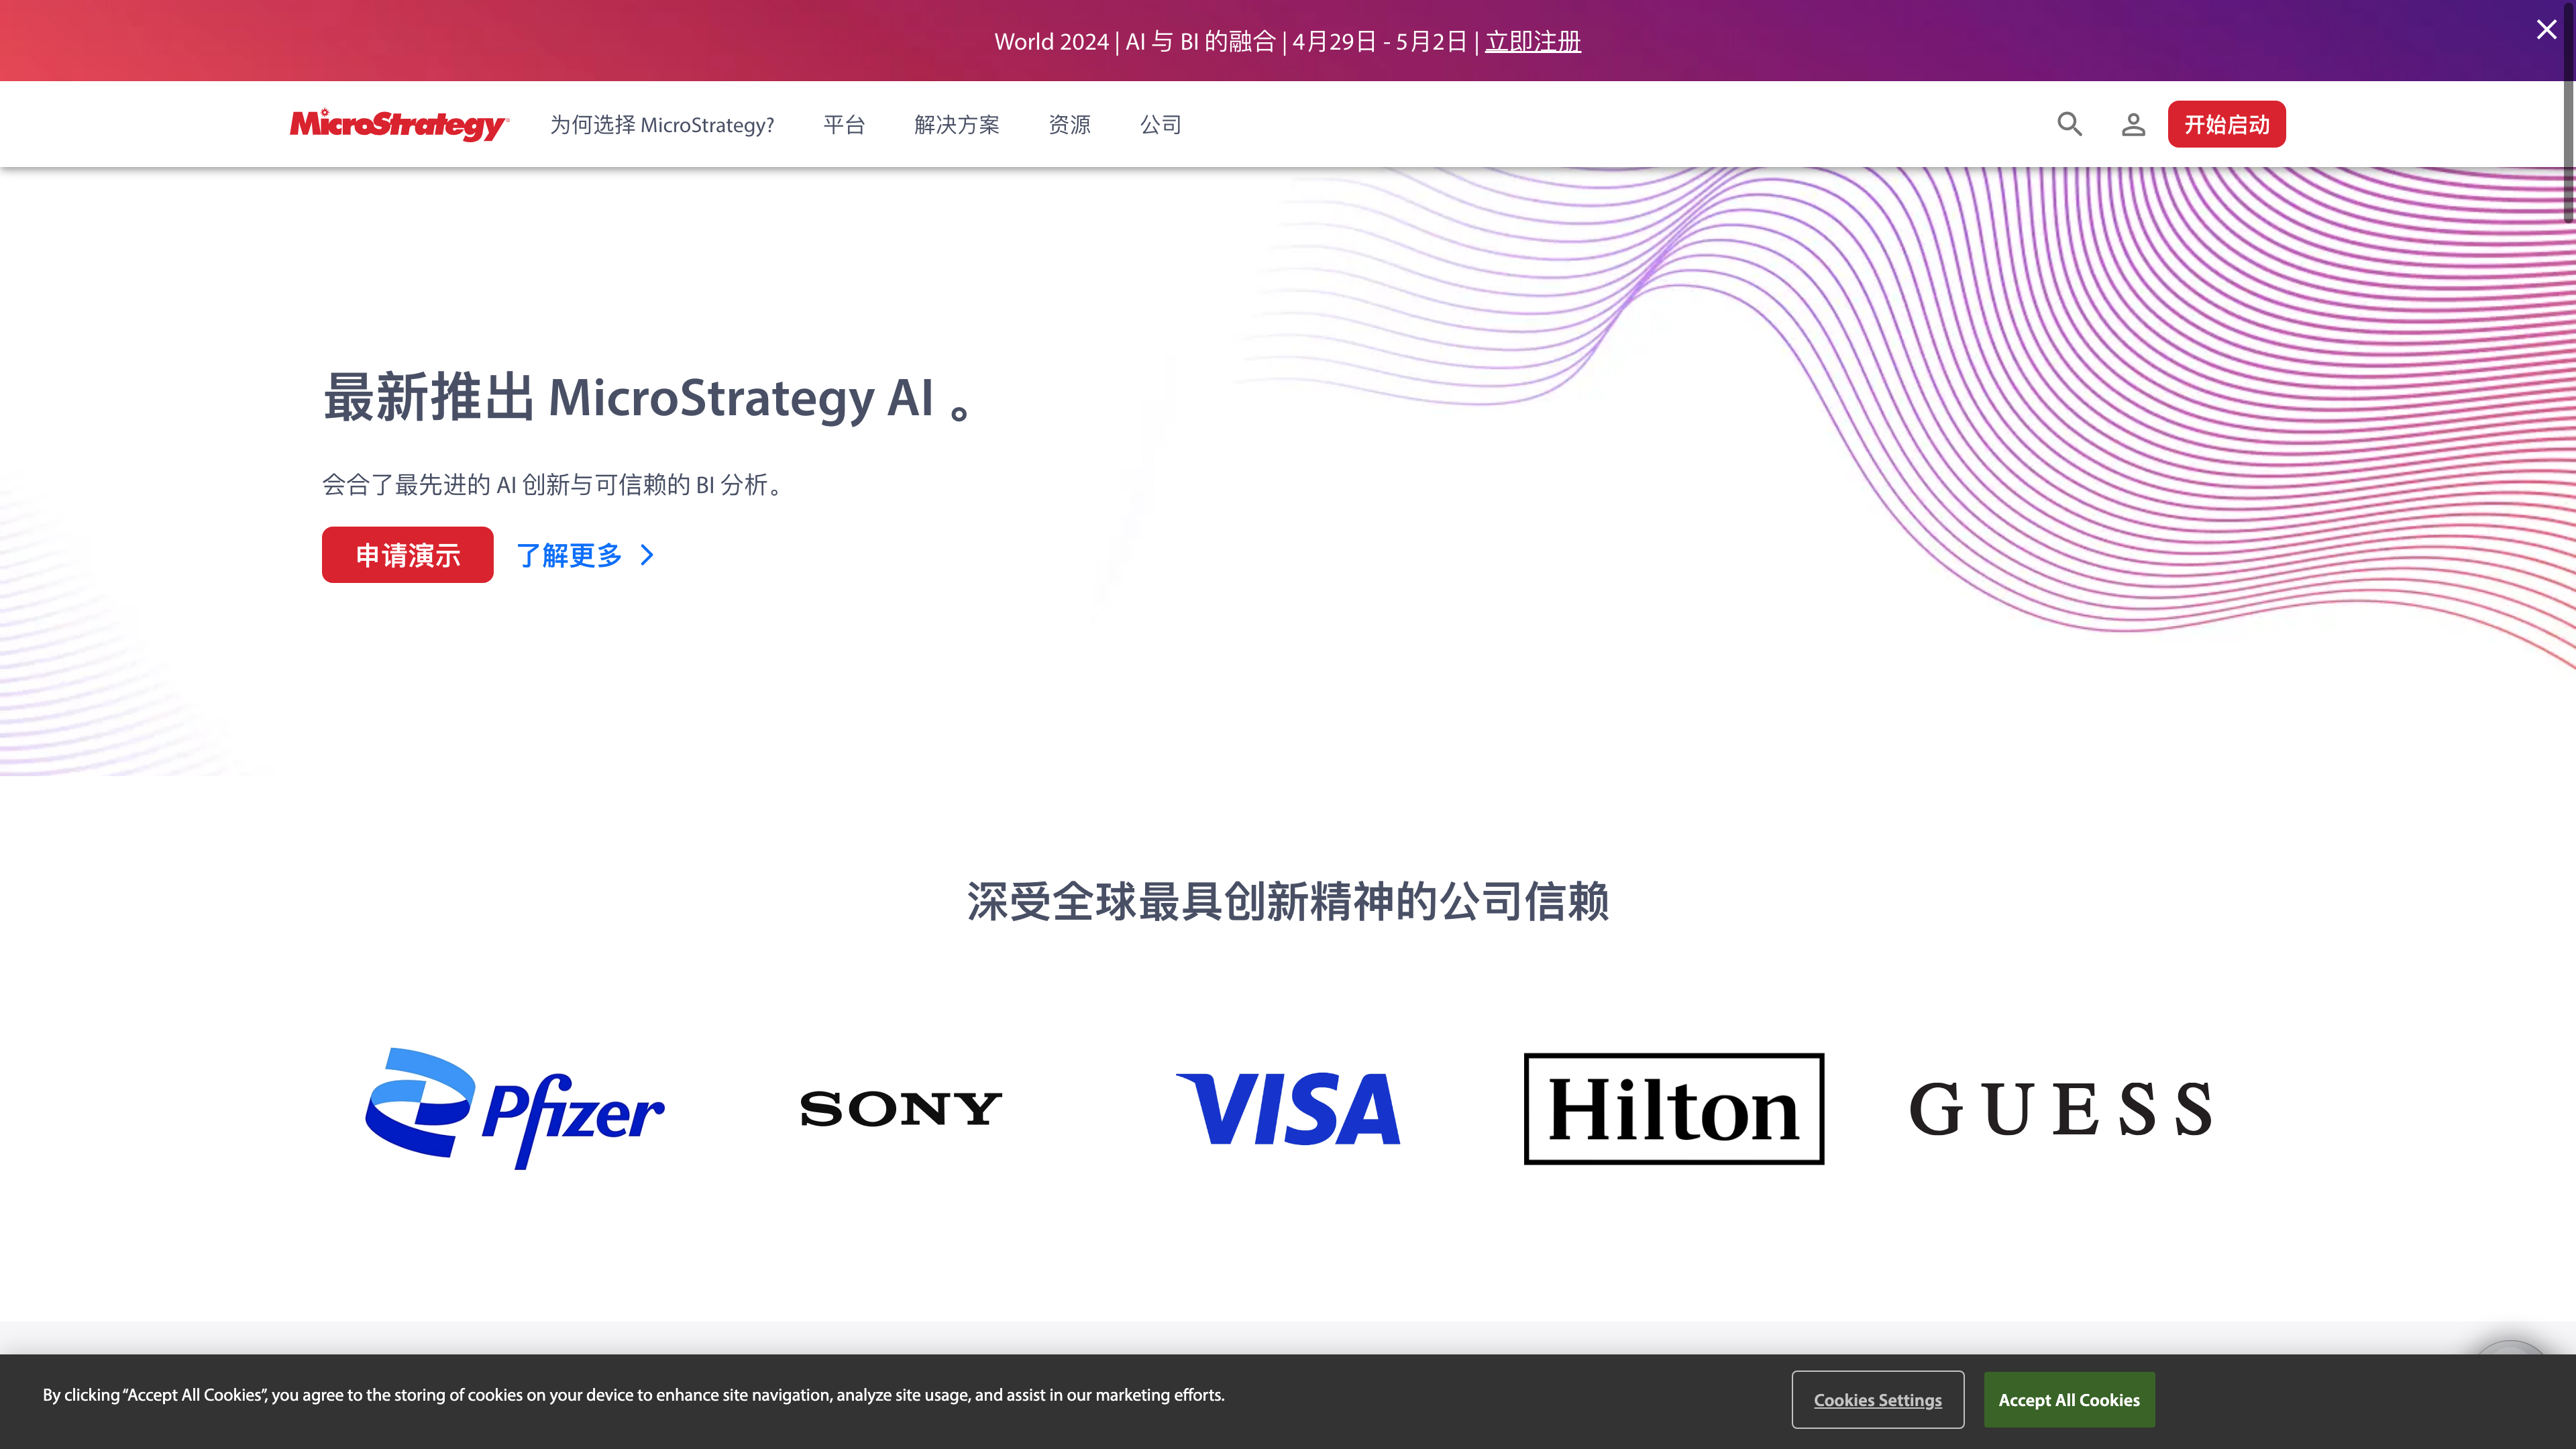 World 2024 | AI 与 BI 的融合 | 4月29日 - 5月2日 | 立即注册
MicroStrategy
为何选择 MicroStrategy?
平台
解决方案
资源
公司
开始启动
最新推出 MicroStrategy AI 。
会合了最先进的 AI 创新与可信赖的 BI 分析。
申请演示
了解更多
深受全球最具创新精神的公司信赖
Pfizer
SONY
VISA
Hilton
GUESS
By clicking “Accept All Cookies”, you agree to the storing of cookies on your device to enhance site navigation, analyze site usage, and assist in our marketing efforts.
Cookies Settings
Accept All Cookies